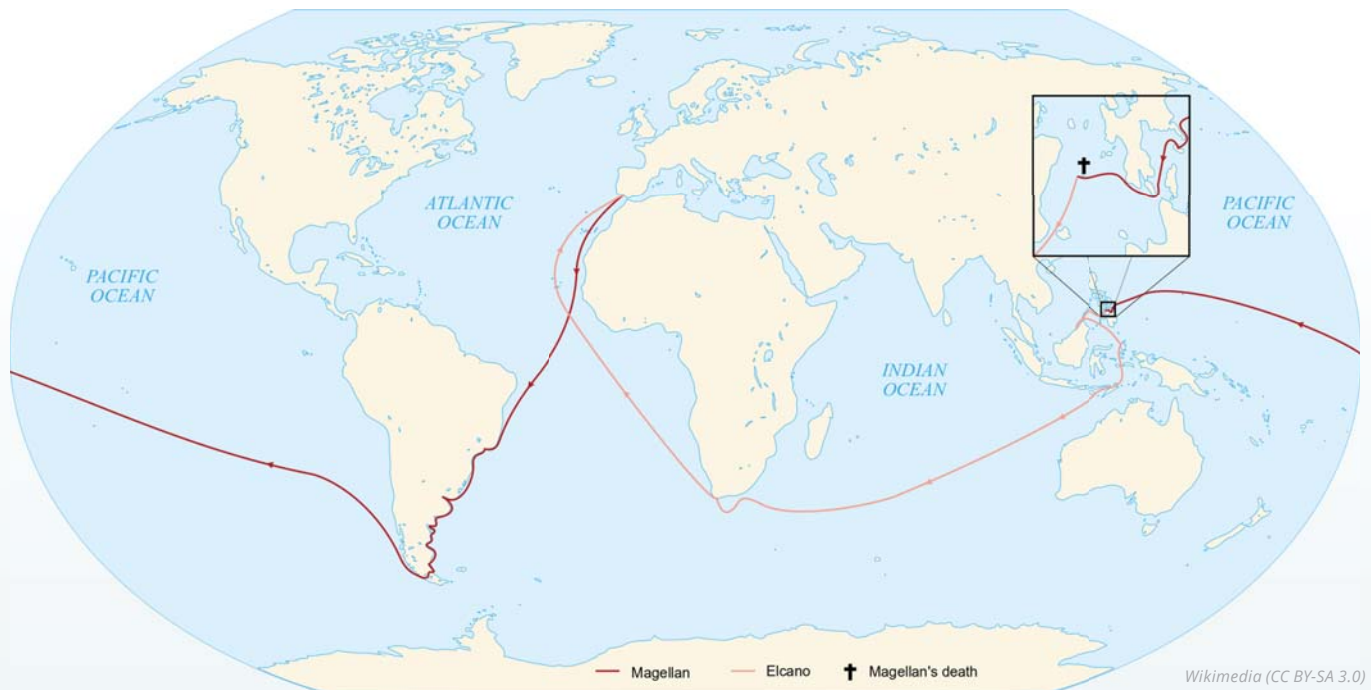 ATLANTIC
OCEAN
PACIFIC
OCEAN
PACIFIC
OCEAN
INDIAN
OCEAN
Magellan
Elcano
Magellan's death
Wikimedia (CC BY-SA 3.0)